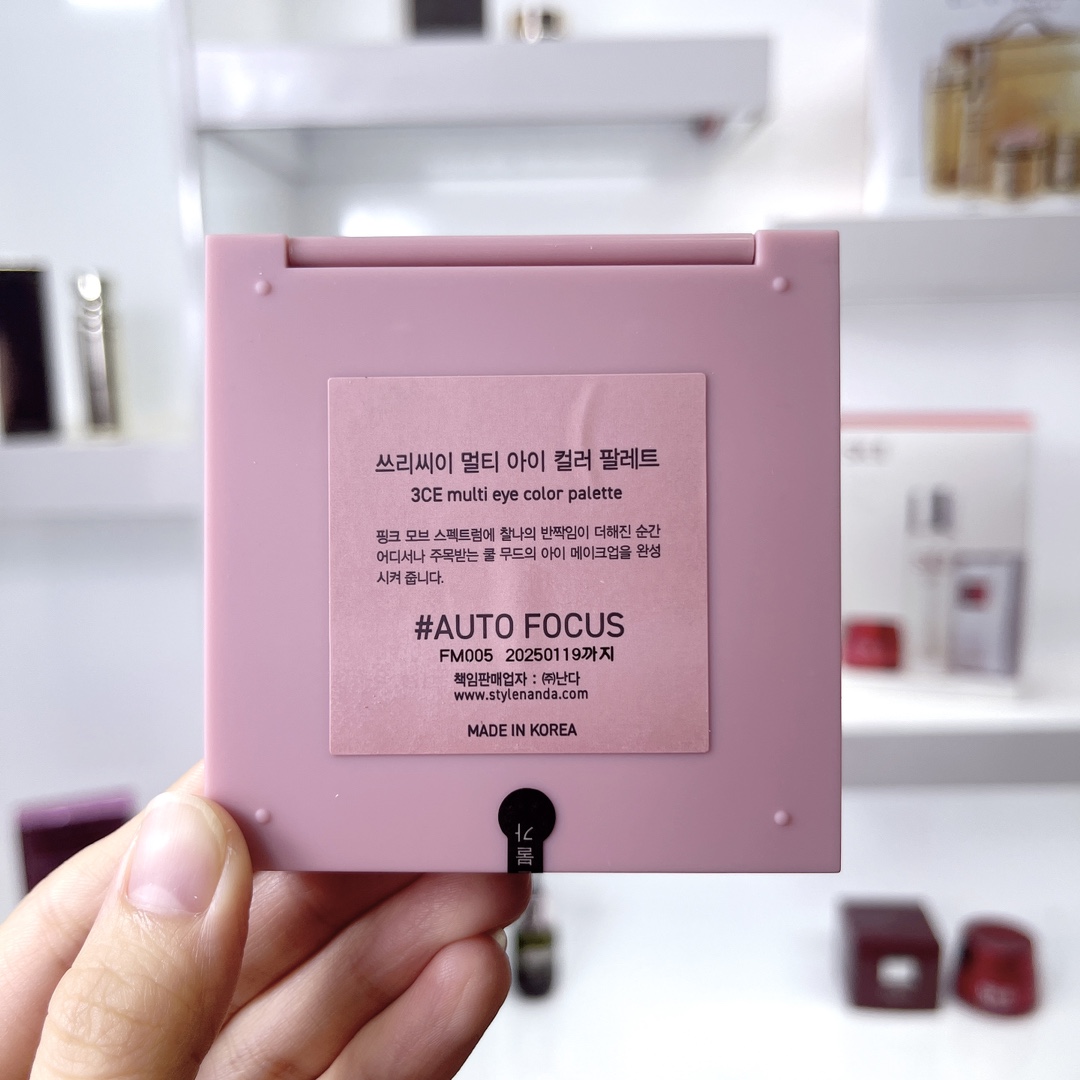 쓰리씨이 멀티 아이 컬러 팔레트
3CE multi eye color palette
핑크 모브 스펙트럼에 찰나의 반짝임이 더해진 순간
어디서나 주목받는 쿨 무드의 아이 메이크업을 완성
시켜 줍니다.
#AUTO FOCUS
FM005 20250119까지
책임판매업자 : ㈜난다
www.stylenanda.com
MADE IN KOREA